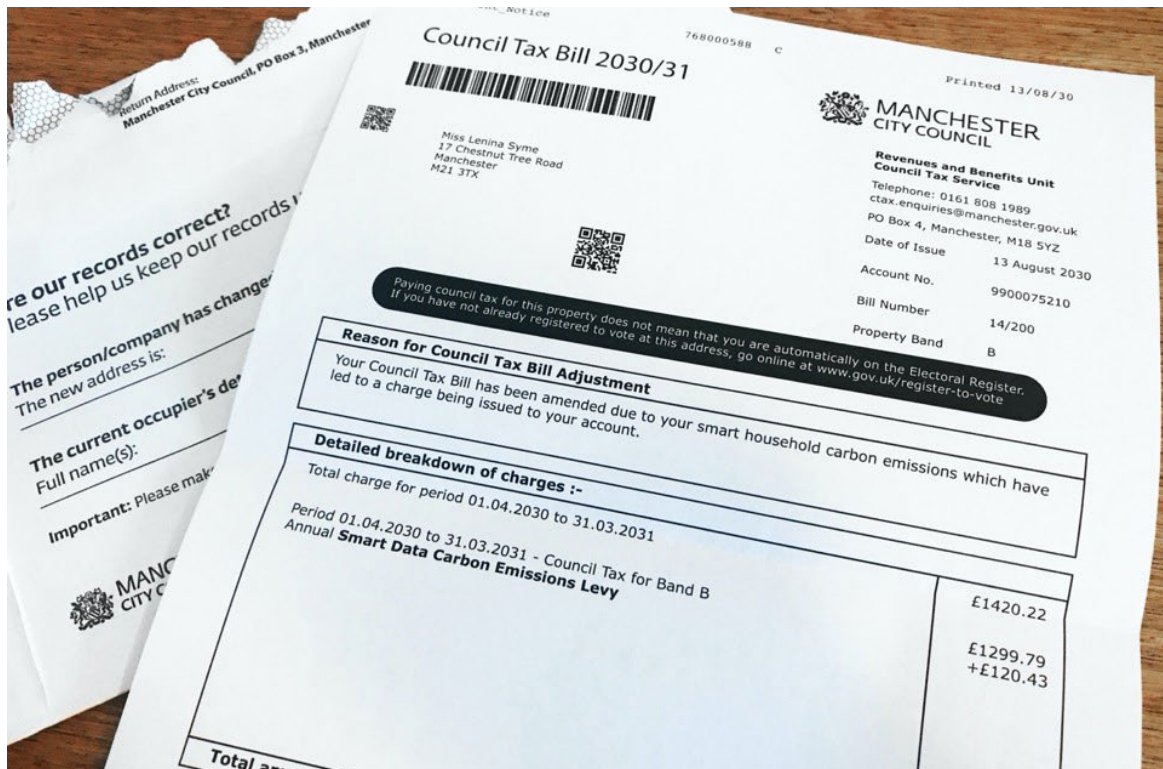 Return Address:
Manchester City Council, PO Box 3, Manchester
re our records correct?
lease help us keep our records
The person/company has change
The new address is:
The current occupier's det
Full name(s):
Important: Please mak
MANC
CITY C
Notice
768000588 C
Council Tax Bill 2030/31
Printed 13/08/30
MANCHESTER
CITY COUNCIL
Miss Lenina Syme
17 Chestnut Tree Road
Manchester
M21 3TX
Revenues and Benefits Unit
Council Tax Service
Telephone: 0161 808 1989
ctax.enquiries@manchester.gov.uk
PO Box 4, Manchester, M18 5YZ
Date of Issue 13 August 2030
Account No. 9900075210
Bill Number 14/200
Property Band B
Paying council tax for this property does not mean that you are automatically on the Electoral Register.
If you have not already registered to vote at this address, go online at www.gov.uk/register-to-vote
Reason for Council Tax Bill Adjustment
Your Council Tax Bill has been amended due to your smart household carbon emissions which have
led to a charge being issued to your account.
Detailed breakdown of charges :-
Total charge for period 01.04.2030 to 31.03.2031 £1420.22
Period 01.04.2030 to 31.03.2031 - Council Tax for Band B £1299.79
Annual Smart Data Carbon Emissions Levy +£120.43
Total